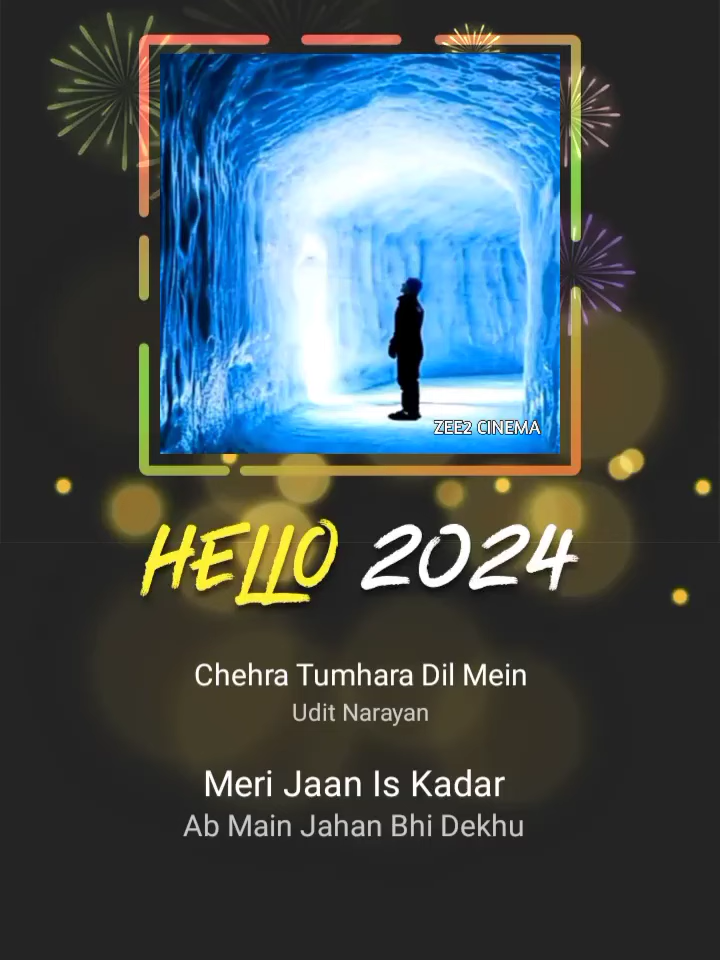 ZEE2 CINEMA
HELLO 2024
Chehra Tumhara Dil Mein
Udit Narayan
Meri Jaan Is Kadar
Ab Main Jahan Bhi Dekhu